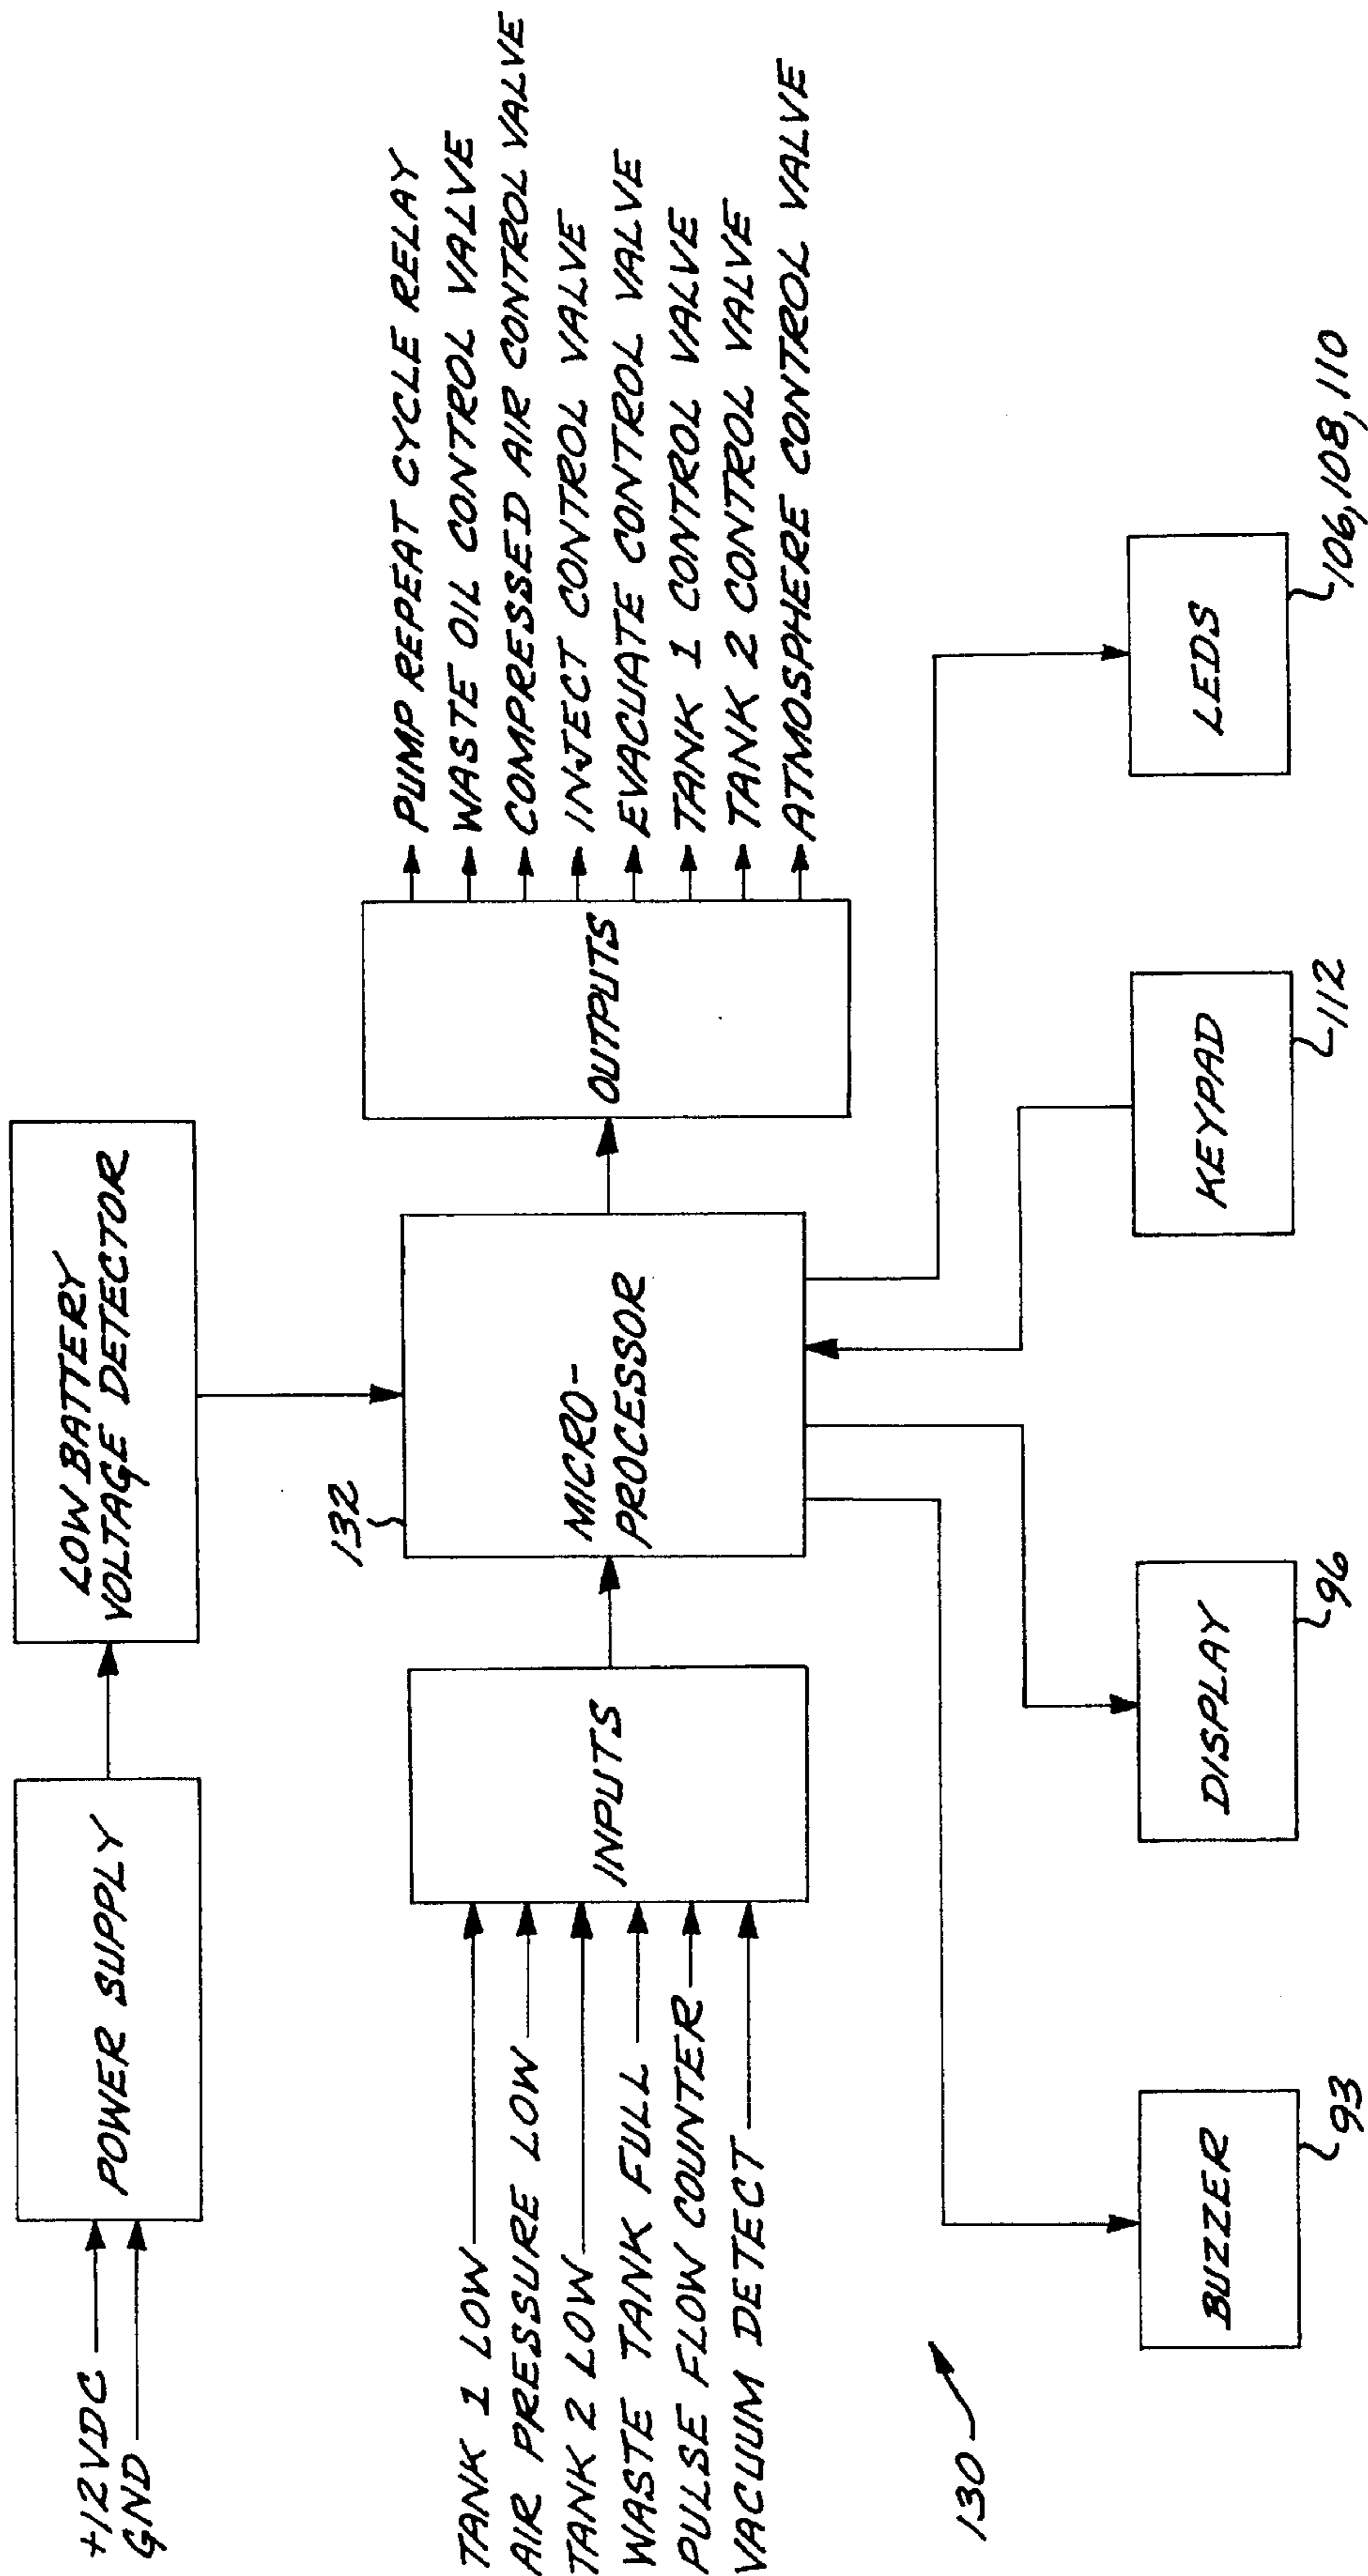 +12VDC
GND
POWER SUPPLY
LOW BATTERY
VOLTAGE DETECTOR
TANK 1 LOW
AIR PRESSURE LOW
TANK 2 LOW
WASTE TANK FULL
PULSE FLOW COUNTER
VACUUM DETECT
INPUTS
132
MICRO-
PROCESSOR
OUTPUTS
PUMP REPEAT CYCLE RELAY
WASTE OIL CONTROL VALVE
COMPRESSED AIR CONTROL VALVE
INJECT CONTROL VALVE
EVACUATE CONTROL VALVE
TANK 1 CONTROL VALVE
TANK 2 CONTROL VALVE
ATMOSPHERE CONTROL VALVE
130
BUZZER
93
DISPLAY
96
KEYPAD
112
LEDS
106,108,110